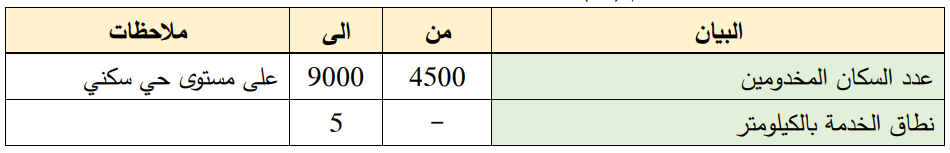 البيان من الى ملاحظات
عدد السكان المخدومين 4500 9000 على مستوى حي سكني
نطاق الخدمة بالكيلومتر - 5